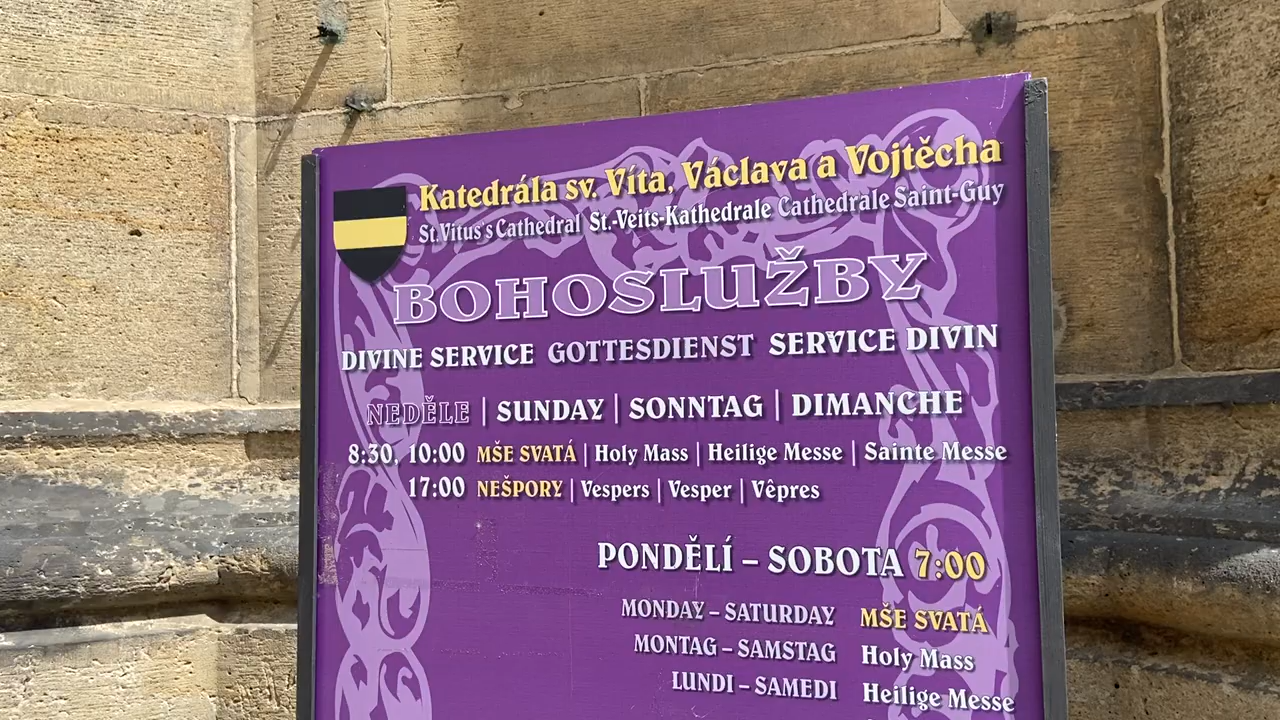 Katedrála sv. Víta, Václava a Vojtěcha
St.Vitus's Cathedral St.-Veits-Kathedrale Cathedrale Saint-Guy
BOHOSLUŽBY
DIVINE SERVICE GOTTESDIENST SERVICE DIVIN
NEDĚLE | SUNDAY | SONNTAG | DIMANCHE
8:30, 10:00 MŠE SVATÁ | Holy Mass | Heilige Messe | Sainte Messe
17:00 NEŠPORY | Vespers | Vesper | Vêpres
PONDĚLÍ – SOBOTA 7:00
MONDAY – SATURDAY MŠE SVATÁ
MONTAG – SAMSTAG Holy Mass
LUNDI – SAMEDI Heilige Messe